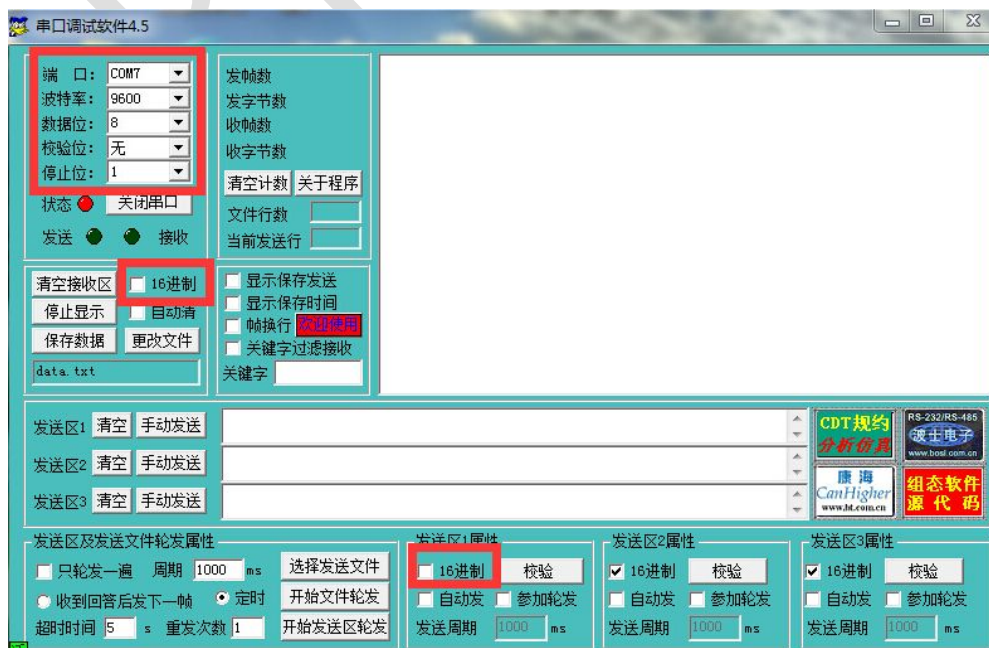 串口调试软件4.5
端 口: COM7
波特率: 9600
数据位: 8
校验位: 无
停止位: 1
状态 关闭串口
发送 接收
发帧数
发字节数
收帧数
收字节数
清空计数 关于程序
文件行数
当前发送行
清空接收区 16进制
停止显示 自动清
保存数据 更改文件
data.txt
显示保存发送
显示保存时间
帧换行 欢迎使用
关键字过滤接收
关键字
发送区1 清空 手动发送
发送区2 清空 手动发送
发送区3 清空 手动发送
CDT规约
分析仿真
RS-232/RS-485
波士电子
www.bosi.com.cn
康海
CanHigher
www.ht.com.cn
组态软件
源代码
发送区及发送文件轮发属性
只轮发一遍 周期 1000 ms 选择发送文件
收到回答后发下一帧 定时 开始文件轮发
超时时间 5 s 重发次数 1 开始发送区轮发
发送区1属性
16进制 校验
自动发 参加轮发
发送周期 1000 ms
发送区2属性
16进制 校验
自动发 参加轮发
发送周期 1000 ms
发送区3属性
16进制 校验
自动发 参加轮发
发送周期 1000 ms